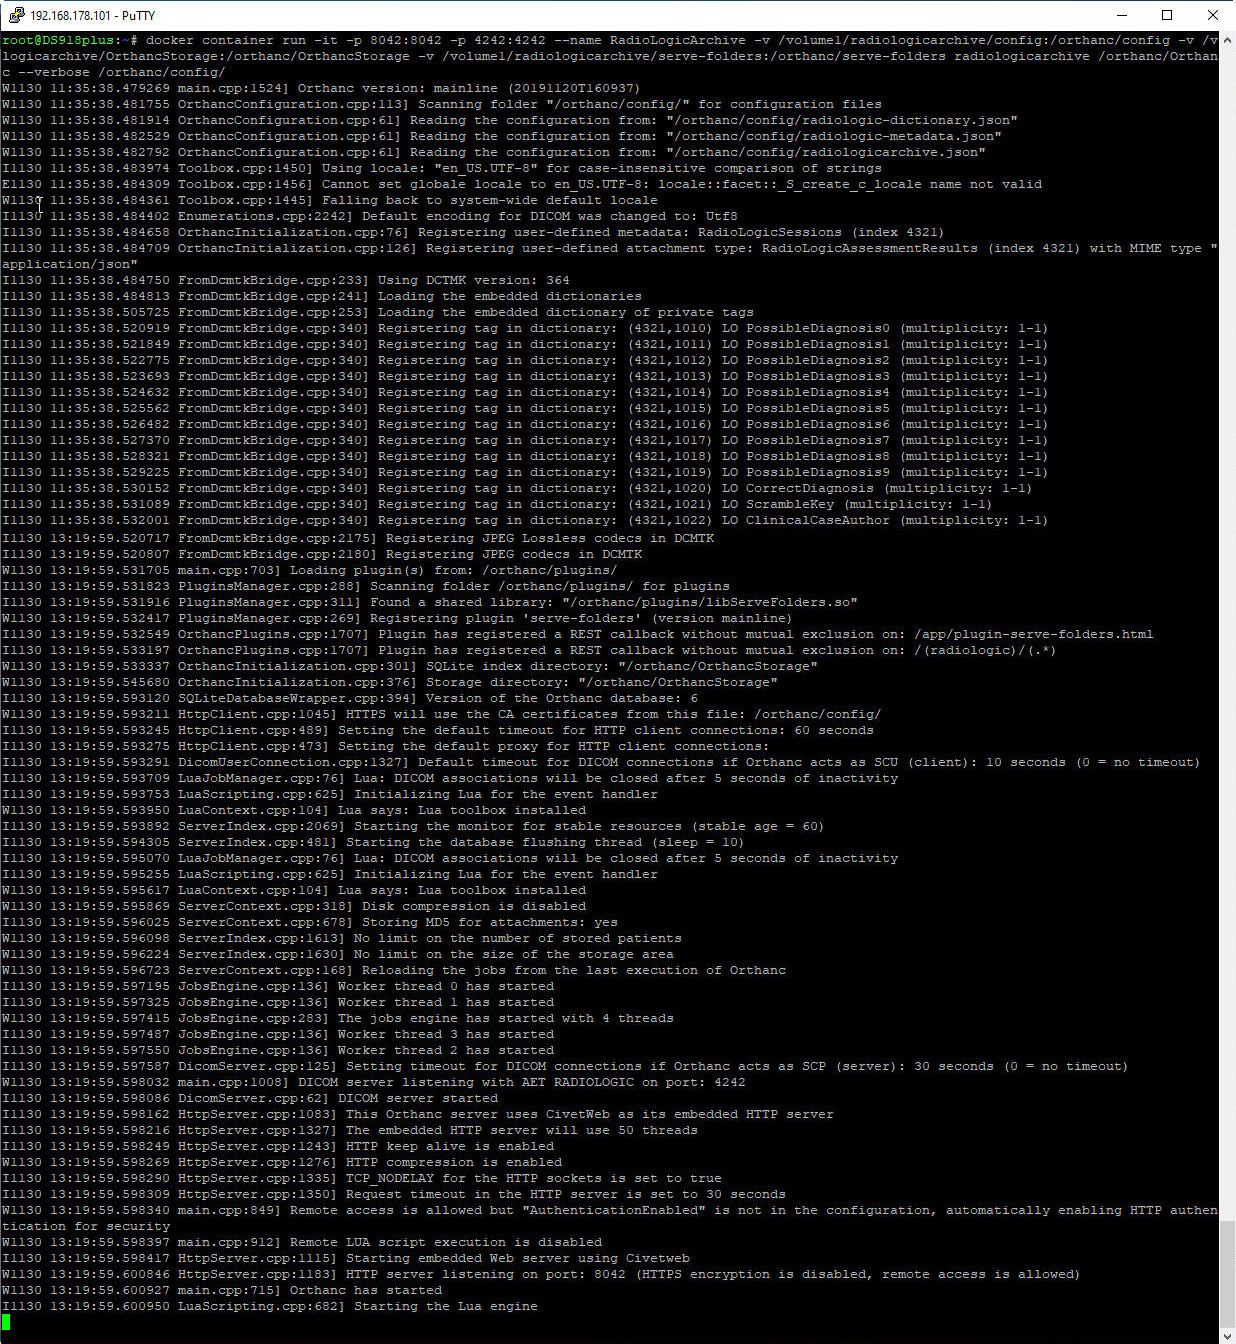 192.168.178.101 - PuTTY
root@DS918plus:~# docker container run -it -p 8042:8042 -p 4242:4242 --name RadioLogicArchive -v /volume1/radiologicarchive/config:/orthanc/config -v /v
logicarchive/OrthancStorage:/orthanc/OrthancStorage -v /volume1/radiologicarchive/serve-folders:/orthanc/serve-folders radiologicarchive /orthanc/Orthan
c --verbose /orthanc/config/
W1130 11:35:38.479269 main.cpp:1524] Orthanc version: mainline (20191120T160937)
W1130 11:35:38.481755 OrthancConfiguration.cpp:113] Scanning folder "/orthanc/config/" for configuration files
W1130 11:35:38.481914 OrthancConfiguration.cpp:61] Reading the configuration from: "/orthanc/config/radiologic-dictionary.json"
W1130 11:35:38.482529 OrthancConfiguration.cpp:61] Reading the configuration from: "/orthanc/config/radiologic-metadata.json"
W1130 11:35:38.482792 OrthancConfiguration.cpp:61] Reading the configuration from: "/orthanc/config/radiologicarchive.json"
I1130 11:35:38.483974 Toolbox.cpp:1450] Using locale: "en_US.UTF-8" for case-insensitive comparison of strings
E1130 11:35:38.484309 Toolbox.cpp:1456] Cannot set globale locale to en_US.UTF-8: locale::facet::_S_create_c_locale name not valid
W1130 11:35:38.484361 Toolbox.cpp:1445] Falling back to system-wide default locale
I1130 11:35:38.484402 Enumerations.cpp:2242] Default encoding for DICOM was changed to: Utf8
I1130 11:35:38.484658 OrthancInitialization.cpp:76] Registering user-defined metadata: RadioLogicSessions (index 4321)
I1130 11:35:38.484709 OrthancInitialization.cpp:126] Registering user-defined attachment type: RadioLogicAssessmentResults (index 4321) with MIME type "
application/json"
I1130 11:35:38.484750 FromDcmtkBridge.cpp:233] Using DCTMK version: 364
I1130 11:35:38.484813 FromDcmtkBridge.cpp:241] Loading the embedded dictionaries
I1130 11:35:38.505725 FromDcmtkBridge.cpp:253] Loading the embedded dictionary of private tags
I1130 11:35:38.520919 FromDcmtkBridge.cpp:340] Registering tag in dictionary: (4321,1010) LO PossibleDiagnosis0 (multiplicity: 1-1)
I1130 11:35:38.521849 FromDcmtkBridge.cpp:340] Registering tag in dictionary: (4321,1011) LO PossibleDiagnosis1 (multiplicity: 1-1)
I1130 11:35:38.522775 FromDcmtkBridge.cpp:340] Registering tag in dictionary: (4321,1012) LO PossibleDiagnosis2 (multiplicity: 1-1)
I1130 11:35:38.523693 FromDcmtkBridge.cpp:340] Registering tag in dictionary: (4321,1013) LO PossibleDiagnosis3 (multiplicity: 1-1)
I1130 11:35:38.524632 FromDcmtkBridge.cpp:340] Registering tag in dictionary: (4321,1014) LO PossibleDiagnosis4 (multiplicity: 1-1)
I1130 11:35:38.525562 FromDcmtkBridge.cpp:340] Registering tag in dictionary: (4321,1015) LO PossibleDiagnosis5 (multiplicity: 1-1)
I1130 11:35:38.526482 FromDcmtkBridge.cpp:340] Registering tag in dictionary: (4321,1016) LO PossibleDiagnosis6 (multiplicity: 1-1)
I1130 11:35:38.527370 FromDcmtkBridge.cpp:340] Registering tag in dictionary: (4321,1017) LO PossibleDiagnosis7 (multiplicity: 1-1)
I1130 11:35:38.528321 FromDcmtkBridge.cpp:340] Registering tag in dictionary: (4321,1018) LO PossibleDiagnosis8 (multiplicity: 1-1)
I1130 11:35:38.529225 FromDcmtkBridge.cpp:340] Registering tag in dictionary: (4321,1019) LO PossibleDiagnosis9 (multiplicity: 1-1)
I1130 11:35:38.530152 FromDcmtkBridge.cpp:340] Registering tag in dictionary: (4321,1020) LO CorrectDiagnosis (multiplicity: 1-1)
I1130 11:35:38.531089 FromDcmtkBridge.cpp:340] Registering tag in dictionary: (4321,1021) LO ScrambleKey (multiplicity: 1-1)
I1130 11:35:38.532001 FromDcmtkBridge.cpp:340] Registering tag in dictionary: (4321,1022) LO ClinicalCaseAuthor (multiplicity: 1-1)
I1130 13:19:59.520717 FromDcmtkBridge.cpp:2175] Registering JPEG Lossless codecs in DCMTK
I1130 13:19:59.520807 FromDcmtkBridge.cpp:2180] Registering JPEG codecs in DCMTK
W1130 13:19:59.531705 main.cpp:703] Loading plugin(s) from: /orthanc/plugins/
I1130 13:19:59.531823 PluginsManager.cpp:288] Scanning folder /orthanc/plugins/ for plugins
I1130 13:19:59.531916 PluginsManager.cpp:311] Found a shared library: "/orthanc/plugins/libServeFolders.so"
W1130 13:19:59.532417 PluginsManager.cpp:269] Registering plugin 'serve-folders' (version mainline)
I1130 13:19:59.532549 OrthancPlugins.cpp:1707] Plugin has registered a REST callback without mutual exclusion on: /app/plugin-serve-folders.html
I1130 13:19:59.533197 OrthancPlugins.cpp:1707] Plugin has registered a REST callback without mutual exclusion on: /(radiologic)/(.*)
W1130 13:19:59.533337 OrthancInitialization.cpp:301] SQLite index directory: "/orthanc/OrthancStorage"
W1130 13:19:59.545680 OrthancInitialization.cpp:376] Storage directory: "/orthanc/OrthancStorage"
I1130 13:19:59.593120 SQLiteDatabaseWrapper.cpp:394] Version of the Orthanc database: 6
W1130 13:19:59.593211 HttpClient.cpp:1045] HTTPS will use the CA certificates from this file: /orthanc/config/
I1130 13:19:59.593245 HttpClient.cpp:489] Setting the default timeout for HTTP client connections: 60 seconds
I1130 13:19:59.593275 HttpClient.cpp:473] Setting the default proxy for HTTP client connections:
I1130 13:19:59.593291 DicomUserConnection.cpp:1327] Default timeout for DICOM connections if Orthanc acts as SCU (client): 10 seconds (0 = no timeout)
I1130 13:19:59.593709 LuaJobManager.cpp:76] Lua: DICOM associations will be closed after 5 seconds of inactivity
I1130 13:19:59.593753 LuaScripting.cpp:625] Initializing Lua for the event handler
W1130 13:19:59.593950 LuaContext.cpp:104] Lua says: Lua toolbox installed
I1130 13:19:59.593892 ServerIndex.cpp:2069] Starting the monitor for stable resources (stable age = 60)
I1130 13:19:59.594305 ServerIndex.cpp:481] Starting the database flushing thread (sleep = 10)
I1130 13:19:59.595070 LuaJobManager.cpp:76] Lua: DICOM associations will be closed after 5 seconds of inactivity
I1130 13:19:59.595255 LuaScripting.cpp:625] Initializing Lua for the event handler
W1130 13:19:59.595617 LuaContext.cpp:104] Lua says: Lua toolbox installed
W1130 13:19:59.595869 ServerContext.cpp:318] Disk compression is disabled
I1130 13:19:59.596025 ServerContext.cpp:678] Storing MD5 for attachments: yes
W1130 13:19:59.596098 ServerIndex.cpp:1613] No limit on the number of stored patients
W1130 13:19:59.596224 ServerIndex.cpp:1630] No limit on the size of the storage area
W1130 13:19:59.596723 ServerContext.cpp:168] Reloading the jobs from the last execution of Orthanc
I1130 13:19:59.597195 JobsEngine.cpp:136] Worker thread 0 has started
I1130 13:19:59.597325 JobsEngine.cpp:136] Worker thread 1 has started
W1130 13:19:59.597415 JobsEngine.cpp:283] The jobs engine has started with 4 threads
I1130 13:19:59.597487 JobsEngine.cpp:136] Worker thread 3 has started
I1130 13:19:59.597550 JobsEngine.cpp:136] Worker thread 2 has started
I1130 13:19:59.597587 DicomServer.cpp:125] Setting timeout for DICOM connections if Orthanc acts as SCP (server): 30 seconds (0 = no timeout)
W1130 13:19:59.598032 main.cpp:1008] DICOM server listening with AET RADIOLOGIC on port: 4242
I1130 13:19:59.598086 DicomServer.cpp:62] DICOM server started
I1130 13:19:59.598162 HttpServer.cpp:1083] This Orthanc server uses CivetWeb as its embedded HTTP server
I1130 13:19:59.598216 HttpServer.cpp:1327] The embedded HTTP server will use 50 threads
I1130 13:19:59.598249 HttpServer.cpp:1243] HTTP keep alive is enabled
W1130 13:19:59.598269 HttpServer.cpp:1276] HTTP compression is enabled
I1130 13:19:59.598290 HttpServer.cpp:1335] TCP_NODELAY for the HTTP sockets is set to true
I1130 13:19:59.598309 HttpServer.cpp:1350] Request timeout in the HTTP server is set to 30 seconds
W1130 13:19:59.598340 main.cpp:849] Remote access is allowed but "AuthenticationEnabled" is not in the configuration, automatically enabling HTTP authen
tication for security
W1130 13:19:59.598397 main.cpp:912] Remote LUA script execution is disabled
I1130 13:19:59.598417 HttpServer.cpp:1115] Starting embedded Web server using Civetweb
W1130 13:19:59.600846 HttpServer.cpp:1183] HTTP server listening on port: 8042 (HTTPS encryption is disabled, remote access is allowed)
W1130 13:19:59.600927 main.cpp:715] Orthanc has started
I1130 13:19:59.600950 LuaScripting.cpp:682] Starting the Lua engine